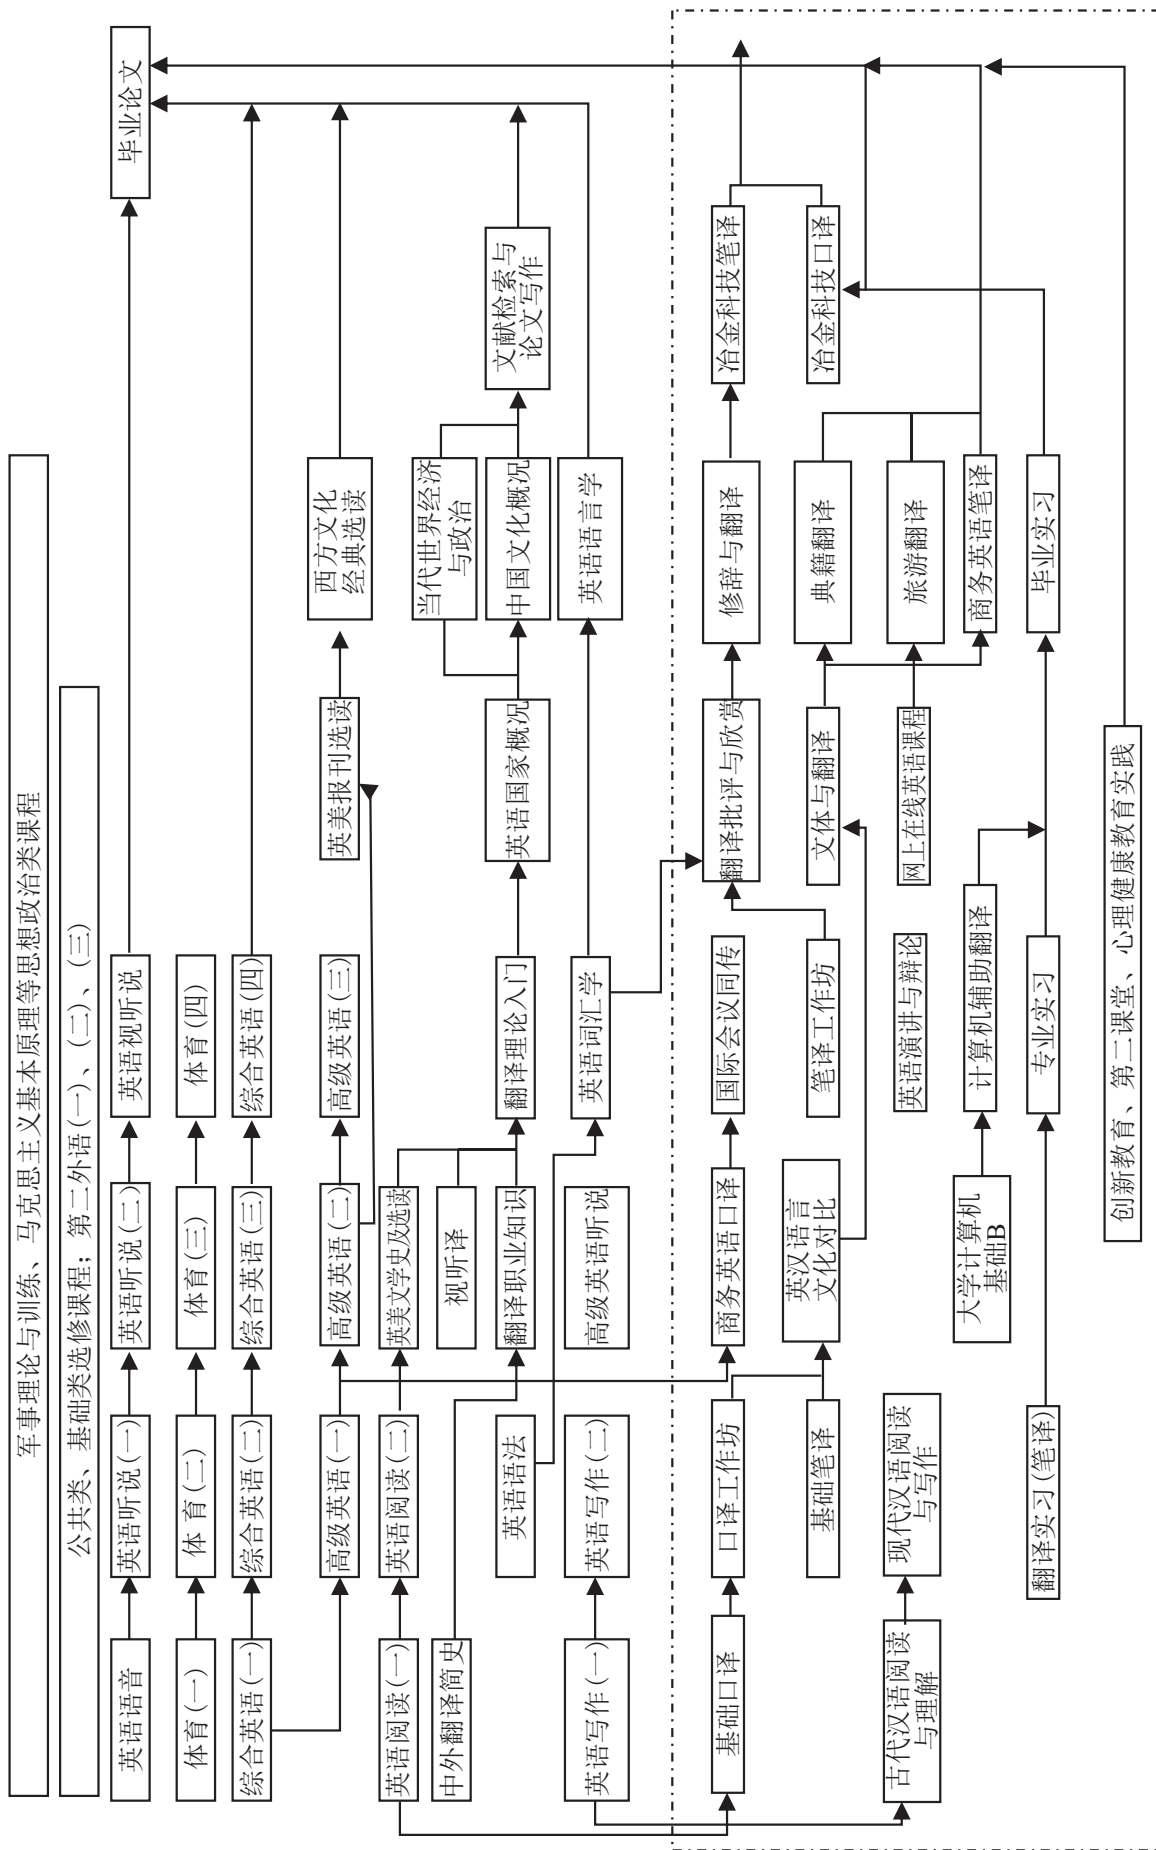 军事理论与训练、马克思主义基本原理等思想政治类课程
公共类、基础类选修课程；第二外语(一)、(二)、(三)
英语语音
英语听说(一)
英语听说(二)
英语视听说
毕业论文
体育(一)
体 育(二)
体育(三)
体育(四)
综合英语(一)
综合英语(二)
综合英语(三)
综合英语(四)
高级英语(一)
高级英语(二)
高级英语(三)
英美报刊选读
西方文化
经典选读
英语阅读(一)
英语阅读(二)
英美文学史及选读
当代世界经济
与政治
中外翻译简史
视听译
英语语法
翻译职业知识
翻译理论入门
英语国家概况
中国文化概况
文献检索与
论文写作
英语写作(一)
英语写作(二)
高级英语听说
英语词汇学
英语语言学
基础口译
口译工作坊
商务英语口译
国际会议同传
翻译批评与欣赏
修辞与翻译
冶金科技笔译
基础笔译
英汉语言
文化对比
笔译工作坊
文体与翻译
典籍翻译
冶金科技口译
古代汉语阅读
与理解
现代汉语阅读
与写作
英语演讲与辩论
网上在线英语课程
旅游翻译
大学计算机
基础B
计算机辅助翻译
商务英语笔译
翻译实习(笔译)
专业实习
毕业实习
创新教育、第二课堂、心理健康教育实践